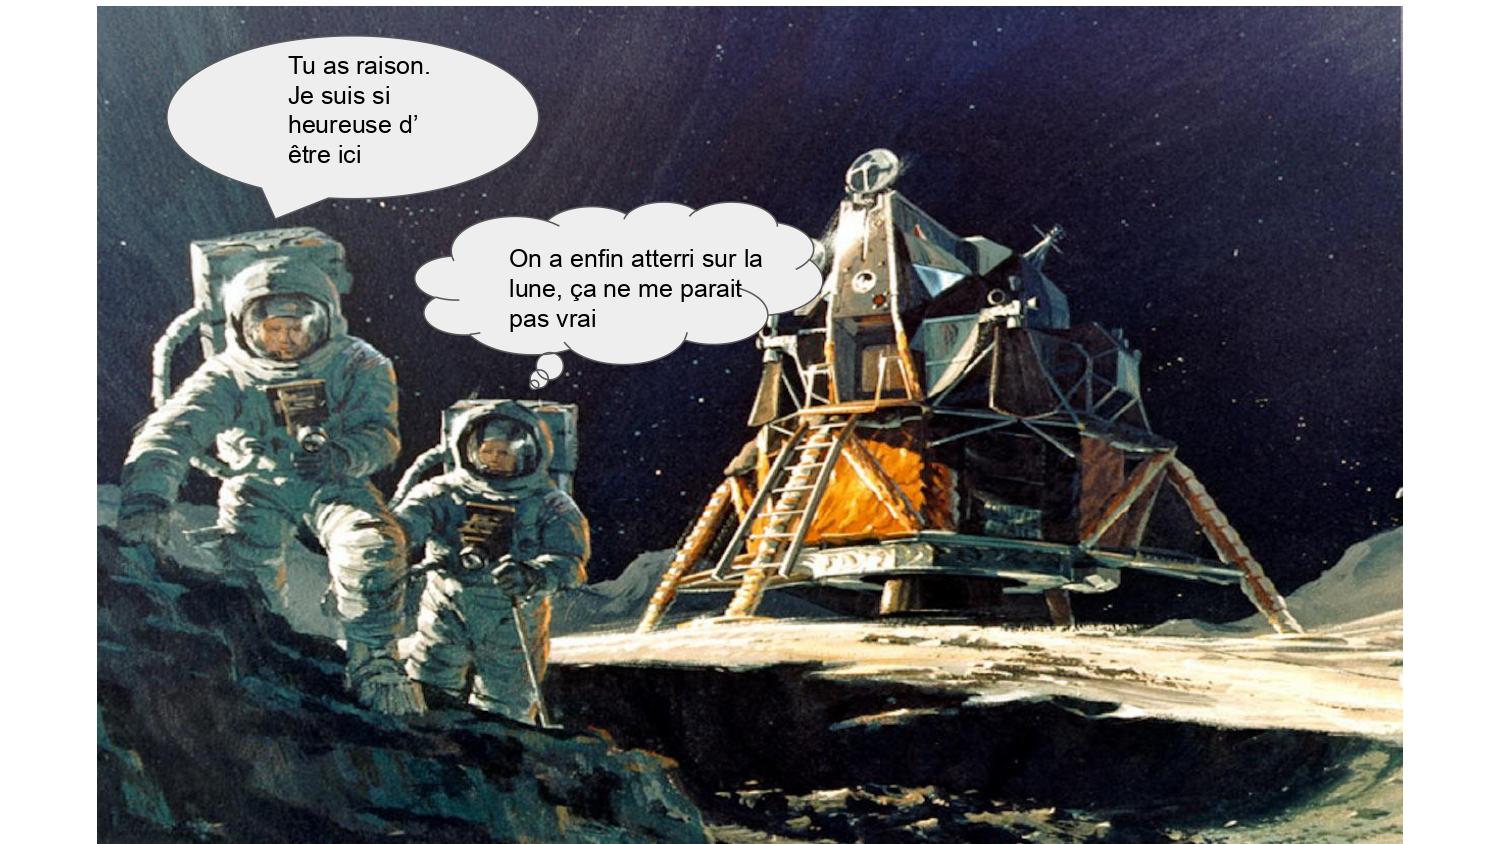 Tu as raison.
Je suis si
heureuse d’
être ici
On a enfin atterri sur la
lune, ça ne me parait
pas vrai